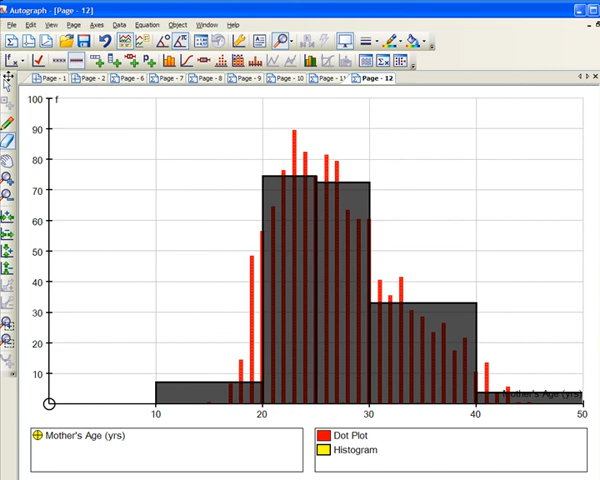 Autograph - [Page - 12]
File Edit View Page Axes Data Equation Object Window Help
Page - 1 Page - 2 Page - 6 Page - 7 Page - 8 Page - 9 Page - 10 Page - 11 Page - 12
100 f
90
80
70
60
50
40
30
20
10
Mother's Age (yrs)
0 10 20 30 40 50
Mother's Age (yrs)
Dot Plot
Histogram